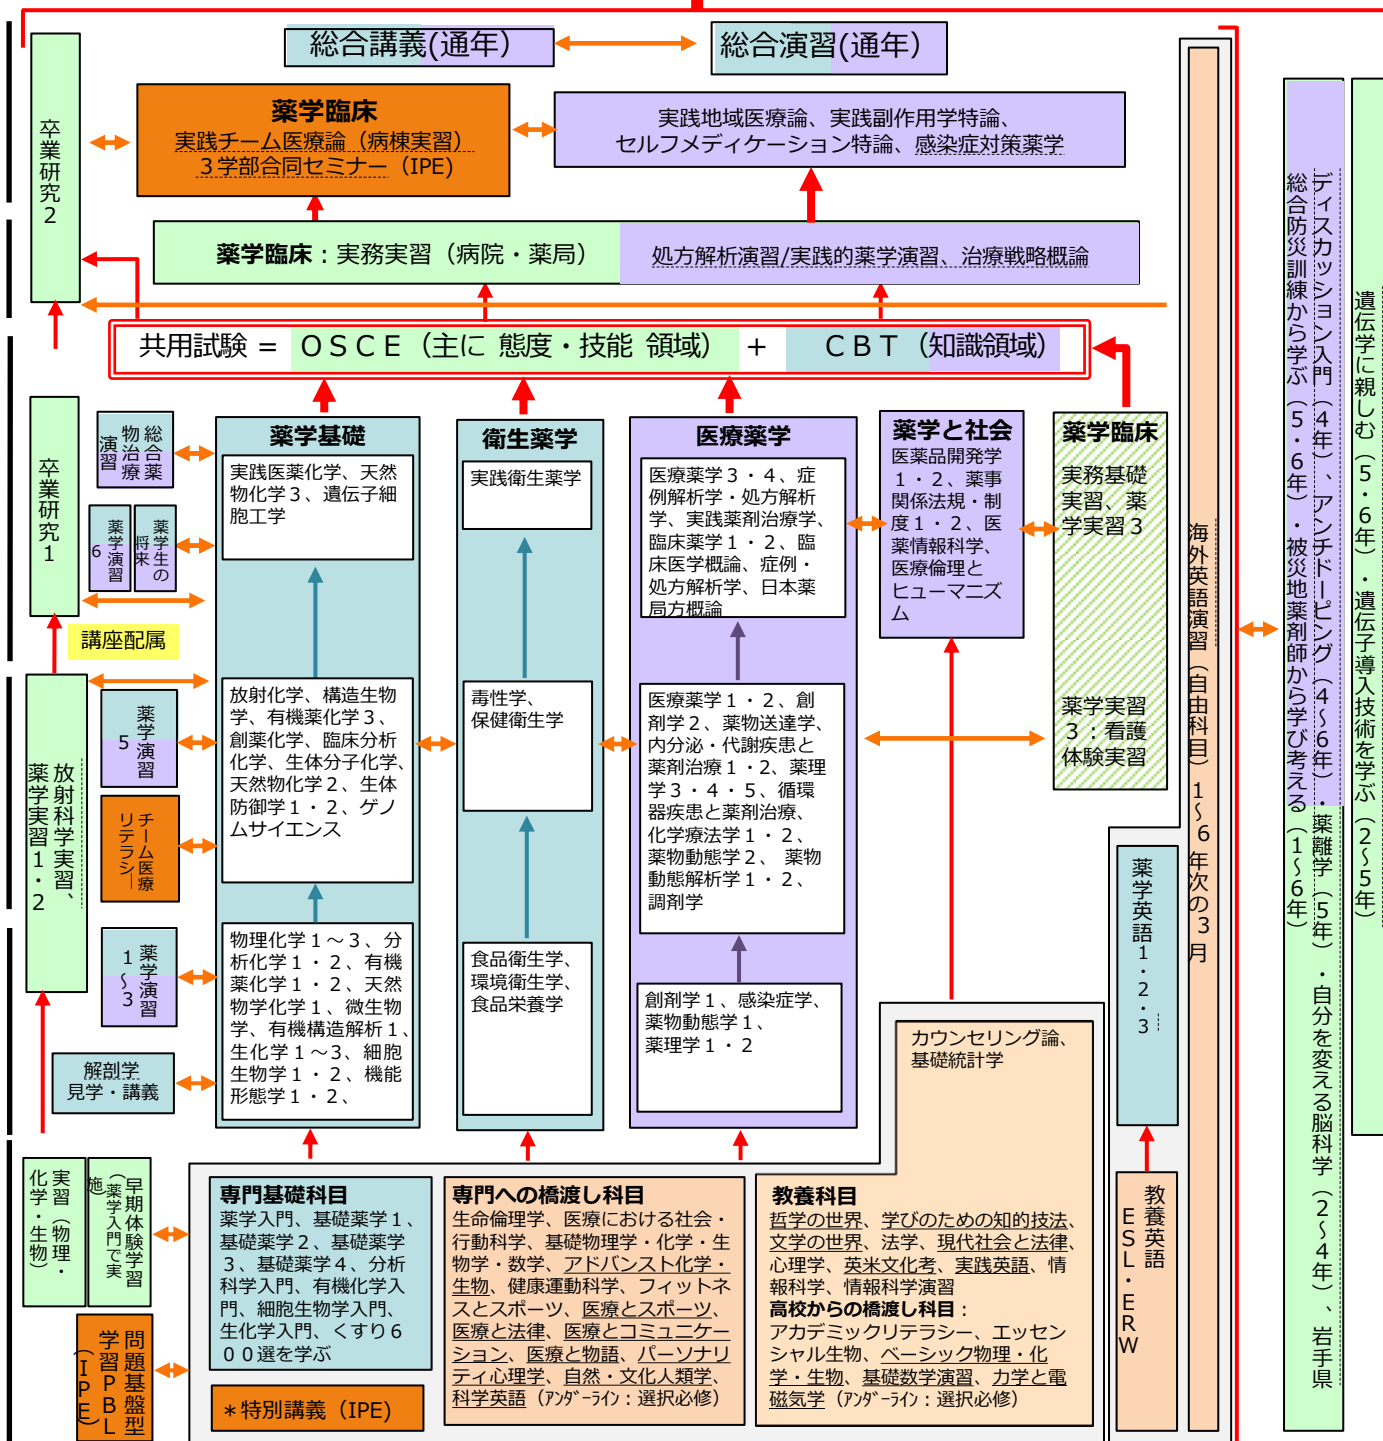 総合講義(通年）
総合演習(通年）
薬学臨床
実践チーム医療論（病棟実習）
３学部合同セミナー（IPE）
実践地域医療論、実践副作用学特論、
セルフメディケーション特論、感染症対策薬学
卒業研究２
薬学臨床：実務実習（病院・薬局）
処方解析演習/実践的薬学演習、治療戦略概論
共用試験 = ＯＳＣＥ（主に 態度・技能 領域） + ＣＢＴ（知識領域）
卒業研究１
総合薬
物治療
演習
薬学演習
６
薬学生の
将来
講座配属
薬学基礎
実践医薬化学、天然
物化学３、遺伝子細
胞工学
放射化学、構造生物
学、有機薬化学３、
創薬化学、臨床分析
化学、生体分子化学、
天然物化学２、生体
防御学１・２、ゲノ
ムサイエンス
物理化学１～３、分
析化学１・２、有機
薬化学１・２、天然
物学化学１、微生物
学、有機構造解析１、
生化学１～３、細胞
生物学１・２、機能
形態学１・２、
衛生薬学
実践衛生薬学
毒性学、
保健衛生学
食品衛生学、
環境衛生学、
食品栄養学
医療薬学
医療薬学３・４、症
例解析学・処方解析
学、実践薬剤治療学、
臨床薬学１・２、臨
床医学概論、症例・
処方解析学、日本薬
局方概論
医療薬学１・２、創
剤学２、薬物送達学、
内分泌・代謝疾患と
薬剤治療１・２、薬理
学３・４・５、循環
器疾患と薬剤治療、
化学療法学１・２、
薬物動態学２、 薬物
動態解析学１・２、
調剤学
創剤学１、感染症学、
薬物動態学１、
薬理学１・２
薬学と社会
医薬品開発学
１・２、薬事
関係法規・制
度１・２、医
薬情報科学、
医療倫理と
ヒューマニズ
ム
薬学臨床
実務基礎
実習、薬
学実習３
薬学実習
３：看護
体験実習
放射科学実習、
薬学実習１・２
薬学演習
５
チーム医療
リテラシー
薬学演習
１～３
解剖学
見学・講義
実習（物理・
化学・生物）
早期体験学習
（薬学入門で実
施）
問題基盤型
学習ＰＢＬ
（ＩＰＥ）
専門基礎科目
薬学入門、基礎薬学１、
基礎薬学２、基礎薬学
３、基礎薬学４、分析
科学入門、有機化学入
門、細胞生物学入門、
生化学入門、くすり６
００選を学ぶ
＊特別講義（IPE）
専門への橋渡し科目
生命倫理学、医療における社会・
行動科学、基礎物理学・化学・生
物学・数学、アドバンスト化学・
生物、健康運動科学、フィットネ
スとスポーツ、医療とスポーツ、
医療と法律、医療とコミュニケー
ション、医療と物語、パーソナリ
ティ心理学、自然・文化人類学、
科学英語（ｱﾝﾀﾞｰﾗｲﾝ：選択必修）
カウンセリング論、
基礎統計学
教養科目
哲学の世界、学びのための知的技法、
文学の世界、法学、現代社会と法律、
心理学、英米文化考、実践英語、情
報科学、情報科学演習
高校からの橋渡し科目：
アカデミックリテラシー、エッセン
シャル生物、ベーシック物理・化
学・生物、基礎数学演習、力学と電
磁気学（ｱﾝﾀﾞｰﾗｲﾝ：選択必修）
薬学英語１・２・３
教養英語
ＥＳＬ・ＥＲＷ
海外英語演習（自由科目）１～６年次の３月
ディスカッション入門（４年）、アンチドーピング（４～６年）・薬離学（５年）・自分を変える脳科学（２～４年）、岩手県
総合防災訓練から学ぶ（５・６年）・被災地薬剤師から学び考える（１～６年）
遺伝学に親しむ（５・６年）・遺伝子導入技術を学ぶ（２～５年）